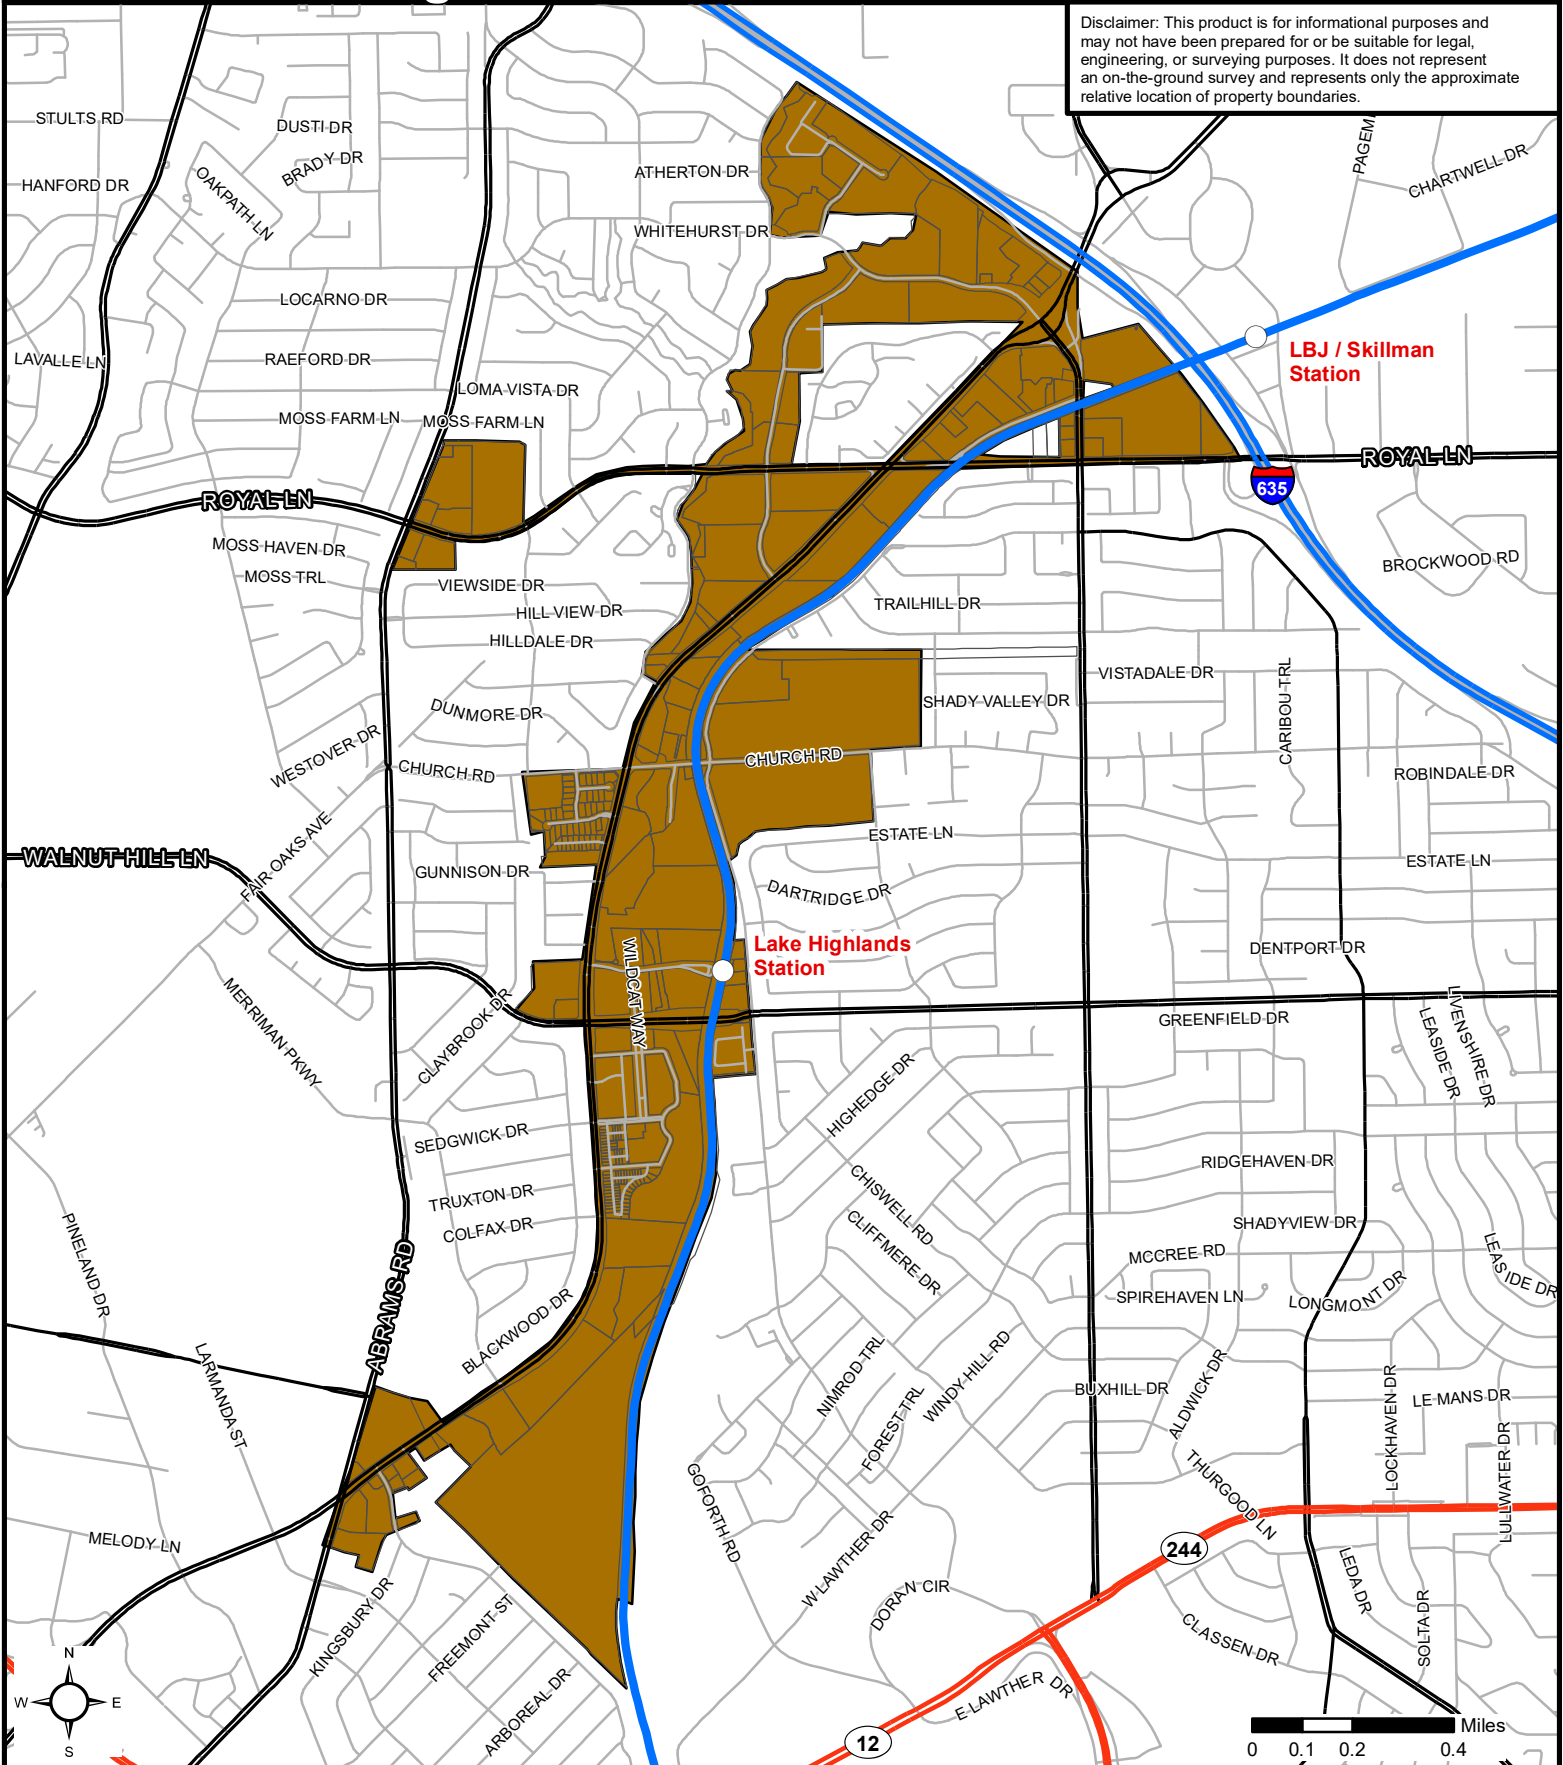 Disclaimer: This product is for informational purposes and
may not have been prepared for or be suitable for legal,
engineering, or surveying purposes. It does not represent
an on-the-ground survey and represents only the approximate
relative location of property boundaries.
STULTS RD
DUSTI DR
BRADY DR
HANFORD DR
OAKPATH LN
ATHERTON DR
CHARTWELL DR
WHITEHURST DR
LOCARNO DR
LAVALLE LN
RAEFORD DR
LBJ / Skillman
Station
LOMA VISTA DR
MOSS FARM LN
MOSS FARM LN
ROYAL LN
ROYAL LN
635
MOSS HAVEN DR
MOSS TRL
VIEWSIDE DR
BROCKWOOD RD
HILL VIEW DR
TRAILHILL DR
HILLDALE DR
VISTADALE DR
CARIBOU TRL
DUNMORE DR
SHADY VALLEY DR
WESTOVER DR
CHURCH RD
CHURCH RD
ROBINDALE DR
FAIR OAKS AVE
ESTATE LN
WALNUT HILL LN
GUNNISON DR
ESTATE LN
DARTRIDGE DR
Lake Highlands
Station
WILDCAT WAY
DENTPORT DR
MERRIMAN PKWY
CLAYBROOK DR
GREENFIELD DR
LEASIDE DR
LIVENSHIRE DR
HIGHEDGE DR
SEDGWICK DR
RIDGEHAVEN DR
TRUXTON DR
CHISWELL RD
COLFAX DR
CLIFFMERE DR
SHADYVIEW DR
PINELAND DR
MCCREE RD
LEASIDE DR
ABRAMS RD
SPIREHAVEN LN
LONGMONT DR
BLACKWOOD DR
LARMANDA ST
NIMROD TRL
WINDY HILL RD
BUXHILL DR
ALDWICK DR
LOCKHAVEN DR
LE MANS DR
FOREST TRL
GOFORTH RD
THURGOOD LN
LULLWATER DR
MELODY LN
W LAWTHER DR
244
DORAN CIR
LEDA DR
KINGSBURY DR
FREEMONT ST
SOLTA DR
CLASSEN DR
ARBOREAL DR
E LAWTHER DR
12
N
W
E
S
Miles
0
0.1
0.2
0.4